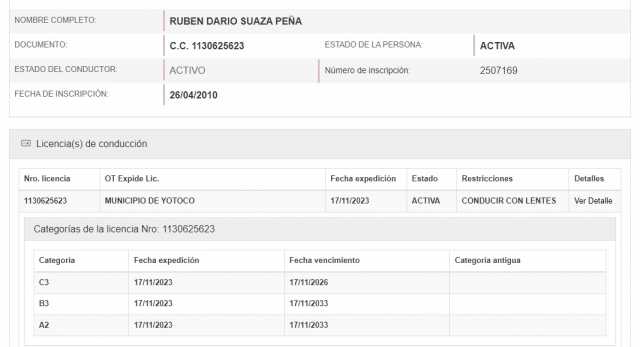 NOMBRE COMPLETO: RUBEN DARIO SUAZA PEÑA
DOCUMENTO: C.C. 1130625623 ESTADO DE LA PERSONA: ACTIVA
ESTADO DEL CONDUCTOR: ACTIVO Número de inscripción: 2507169
FECHA DE INSCRIPCIÓN: 26/04/2010
Licencia(s) de conducción
Nro. licencia OT Expide Lic. Fecha expedición Estado Restricciones Detalles
1130625623 MUNICIPIO DE YOTOCO 17/11/2023 ACTIVA CONDUCIR CON LENTES Ver Detalle
Categorías de la licencia Nro: 1130625623
Categoria Fecha expedición Fecha vencimiento Categoria antigua
C3 17/11/2023 17/11/2026
B3 17/11/2023 17/11/2033
A2 17/11/2023 17/11/2033